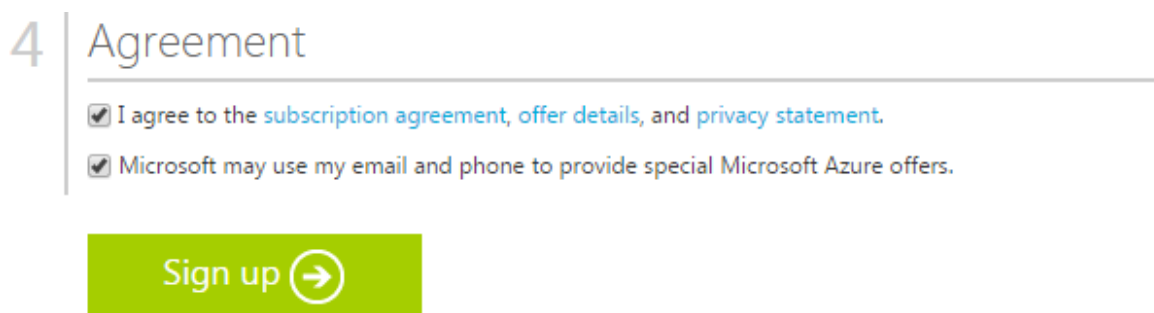 4 Agreement
I agree to the subscription agreement, offer details, and privacy statement.
Microsoft may use my email and phone to provide special Microsoft Azure offers.
Sign up